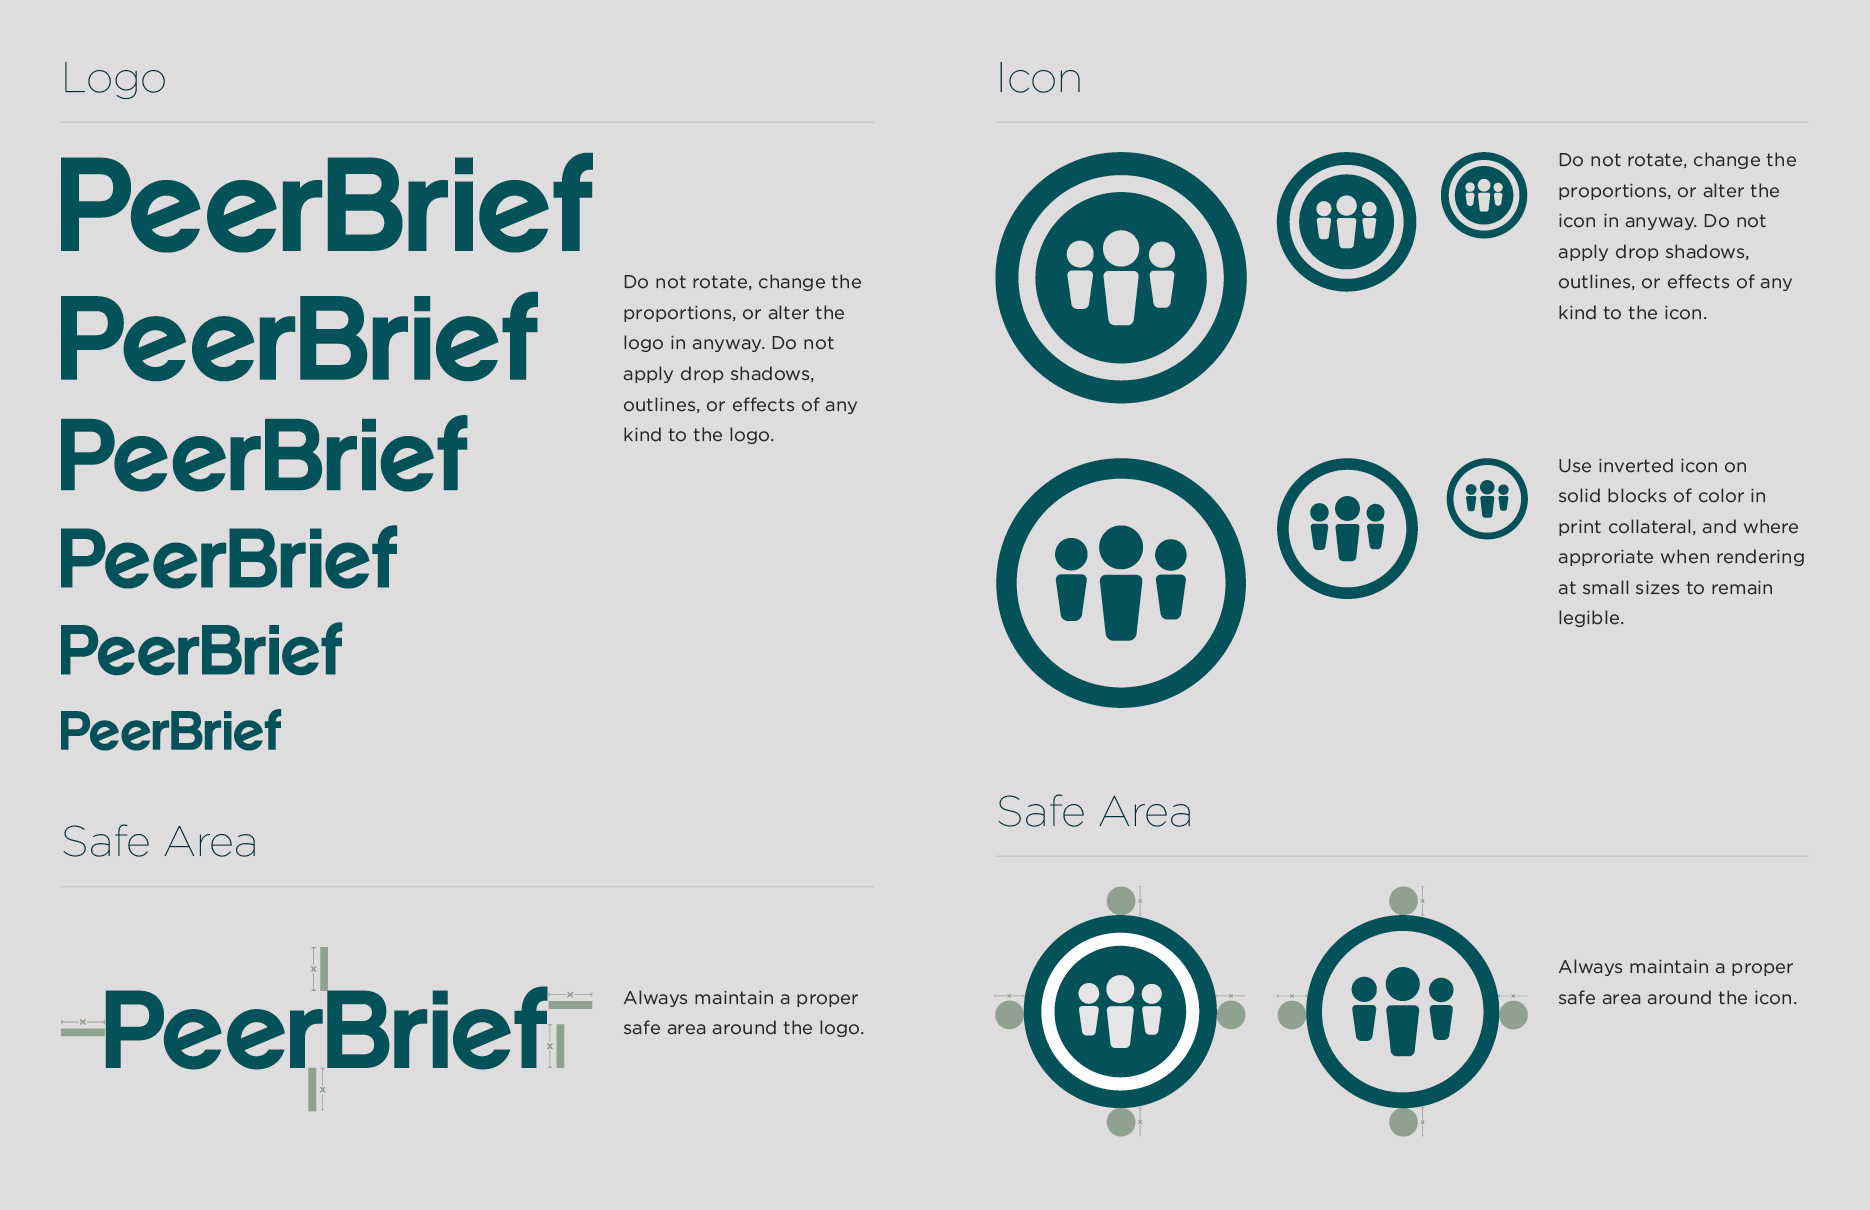 Logo
PeerBrief
PeerBrief
PeerBrief
PeerBrief
PeerBrief
PeerBrief
Do not rotate, change the
proportions, or alter the
logo in anyway. Do not
apply drop shadows,
outlines, or effects of any
kind to the logo.
Safe Area
x
x
PeerBrief
x
x
x
Always maintain a proper
safe area around the logo.
Icon
Do not rotate, change the
proportions, or alter the
icon in anyway. Do not
apply drop shadows,
outlines, or effects of any
kind to the icon.
Use inverted icon on
solid blocks of color in
print collateral, and where
approriate when rendering
at small sizes to remain
legible.
Safe Area
x
x
x
x
x
x
x
x
Always maintain a proper
safe area around the icon.